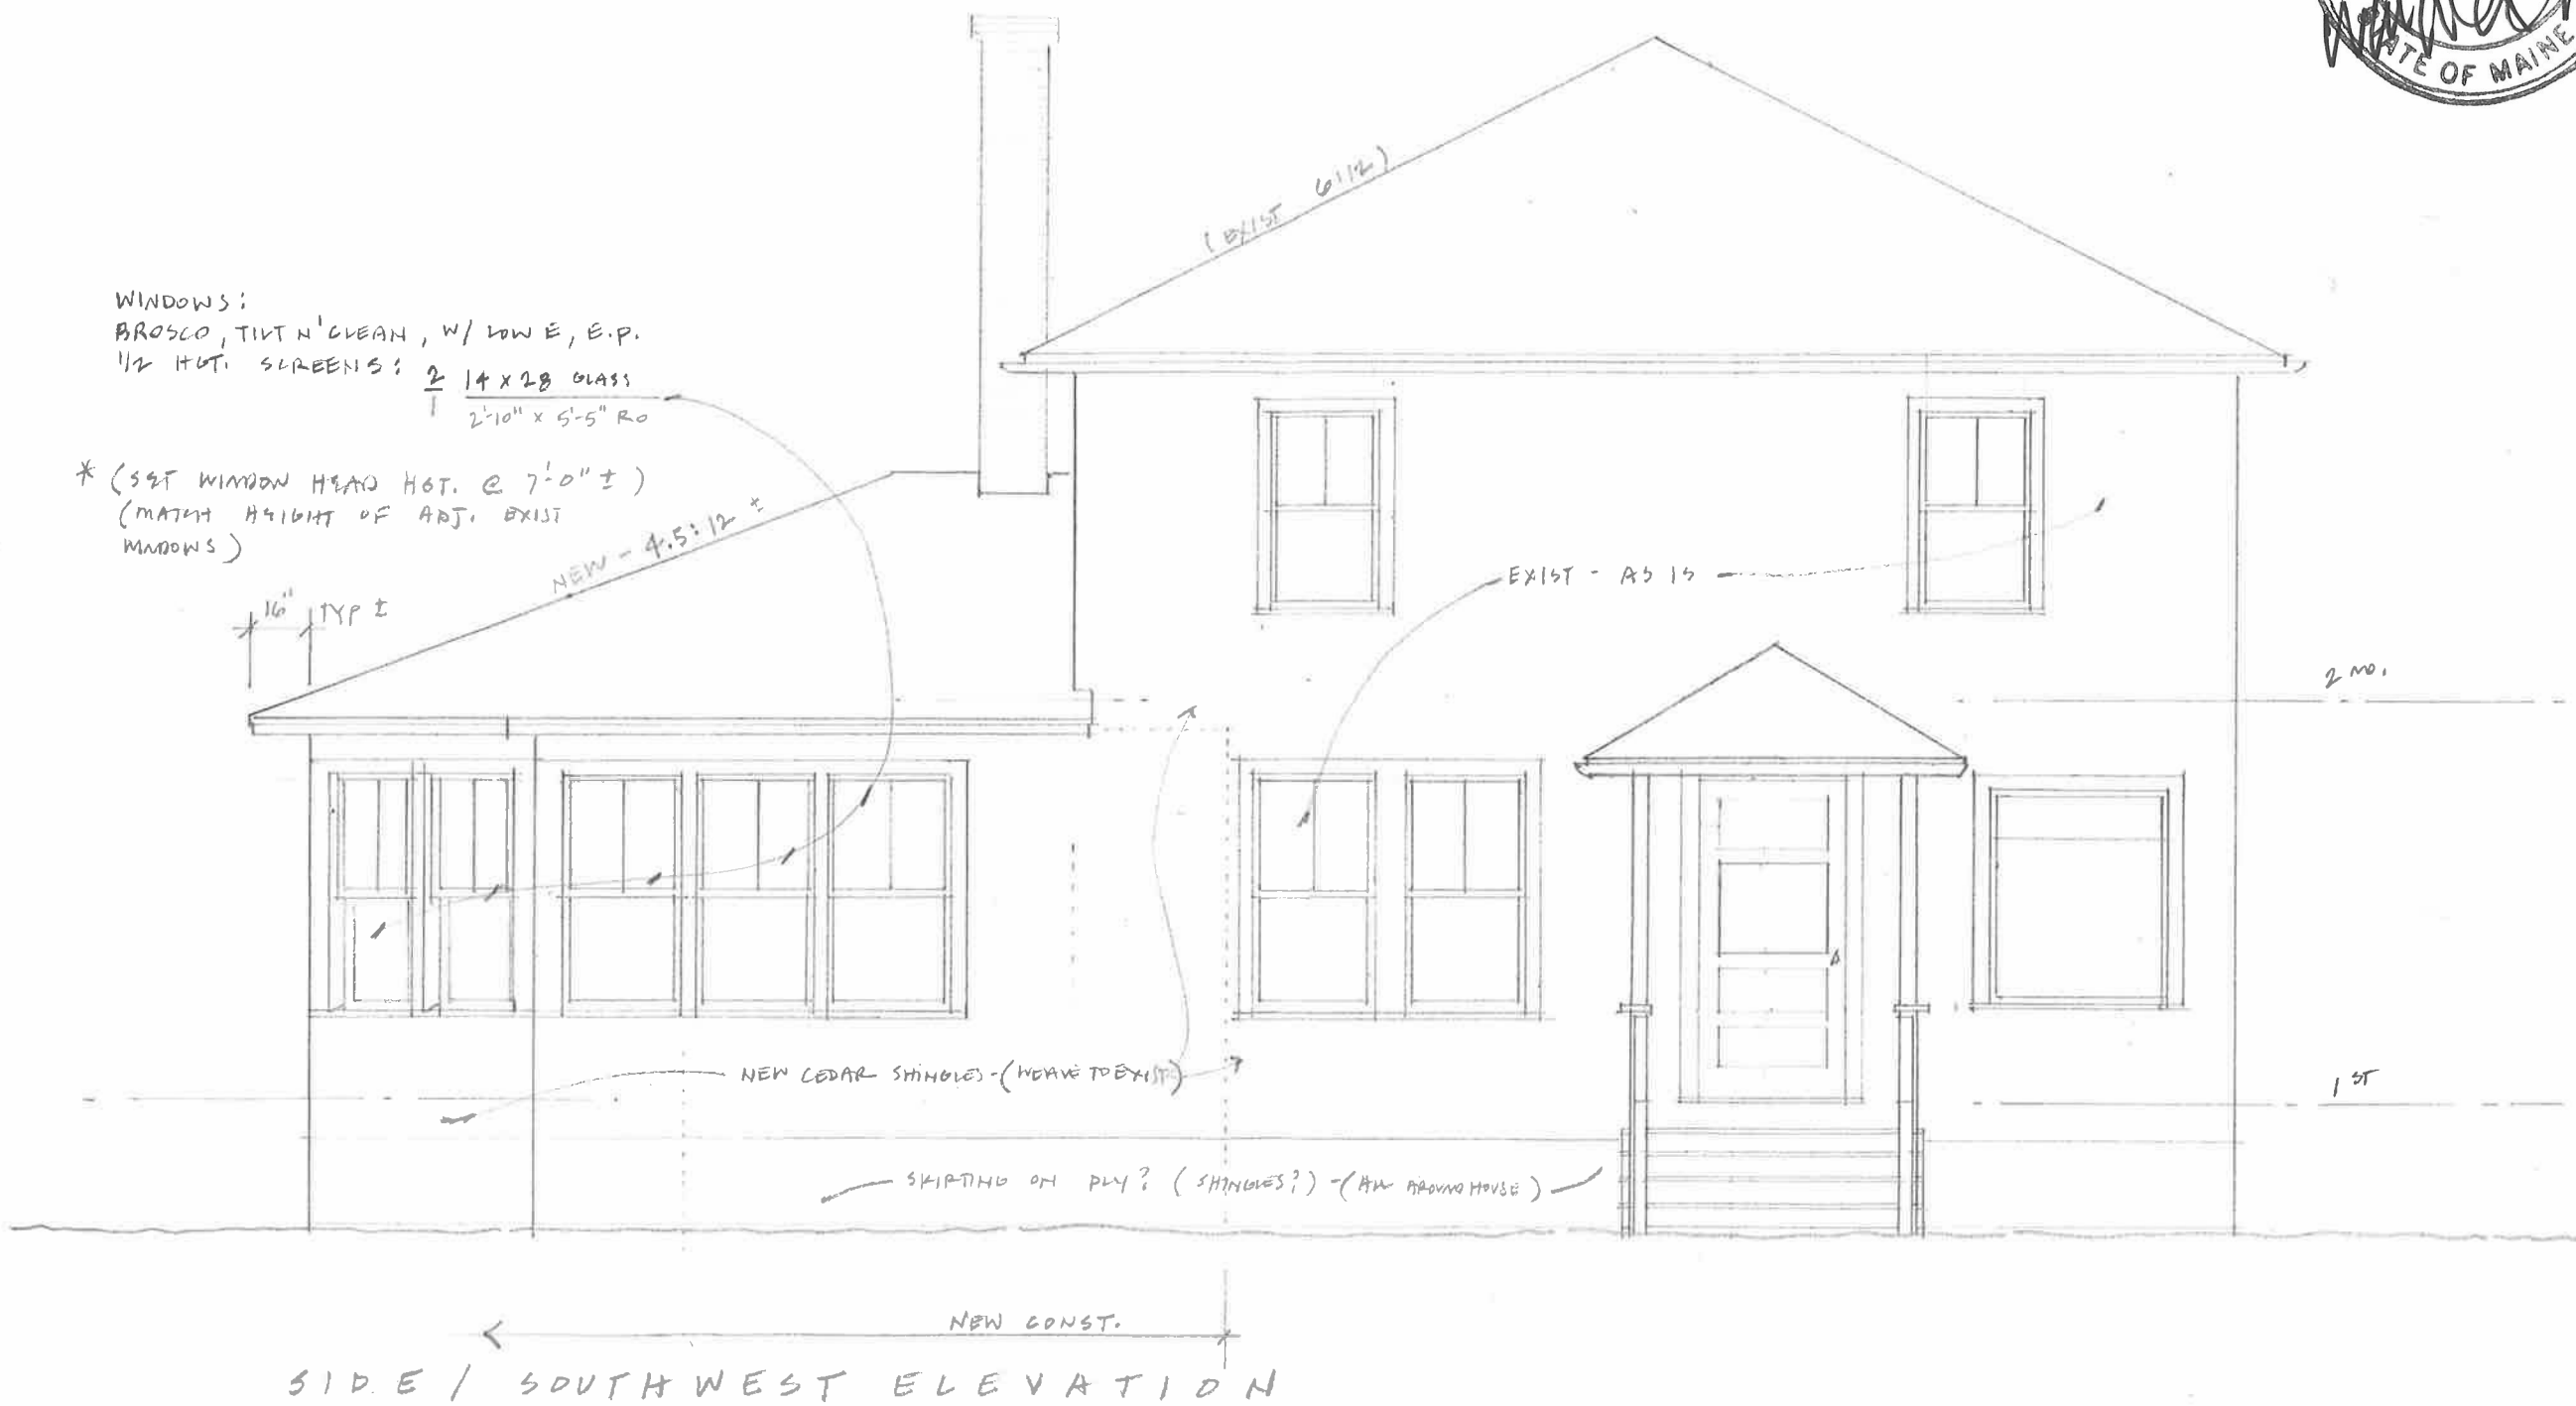 STATE OF MAINE
(EXIST 6:12)
WINDOWS:
BROSCO, TILT N' CLEAN, W/ LOW E, E.P.
1/2 HGT. SCREENS: 2/1 14 x 28 GLASS
2'-10" x 5'-5" RO
* (SET WINDOW HEAD HGT. @ 7'-0" ±)
(MATCH HEIGHT OF ADJ. EXIST
WINDOWS)
NEW - 4.5:12 ±
16" TYP ±
EXIST - AS IS
2 ND.
NEW CEDAR SHINGLES - (WEAVE TO EXIST)
1 ST
SKIRTING ON PLY? (SHINGLES?) - (ALL AROUND HOUSE)
NEW CONST.
SIDE / SOUTHWEST ELEVATION